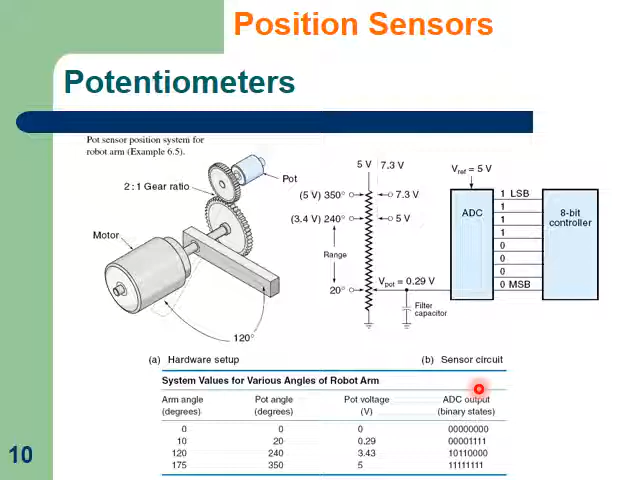 Position Sensors
Potentiometers
Pot sensor position system for
robot arm (Example 6.5).
2 : 1 Gear ratio
Pot
Motor
120°
(a) Hardware setup
5 V 7.3 V
(5 V) 350°
7.3 V
(3.4 V) 240°
5 V
Range
20°
Vpot = 0.29 V
Filter
capacitor
Vref = 5 V
ADC
1 LSB
1
1
1
0
0
0
0 MSB
8-bit
controller
(b) Sensor circuit
System Values for Various Angles of Robot Arm
Arm angle Pot angle Pot voltage ADC output
(degrees) (degrees) (V) (binary states)
0 0 0 00000000
10 20 0.29 00001111
120 240 3.43 10110000
175 350 5 11111111
10